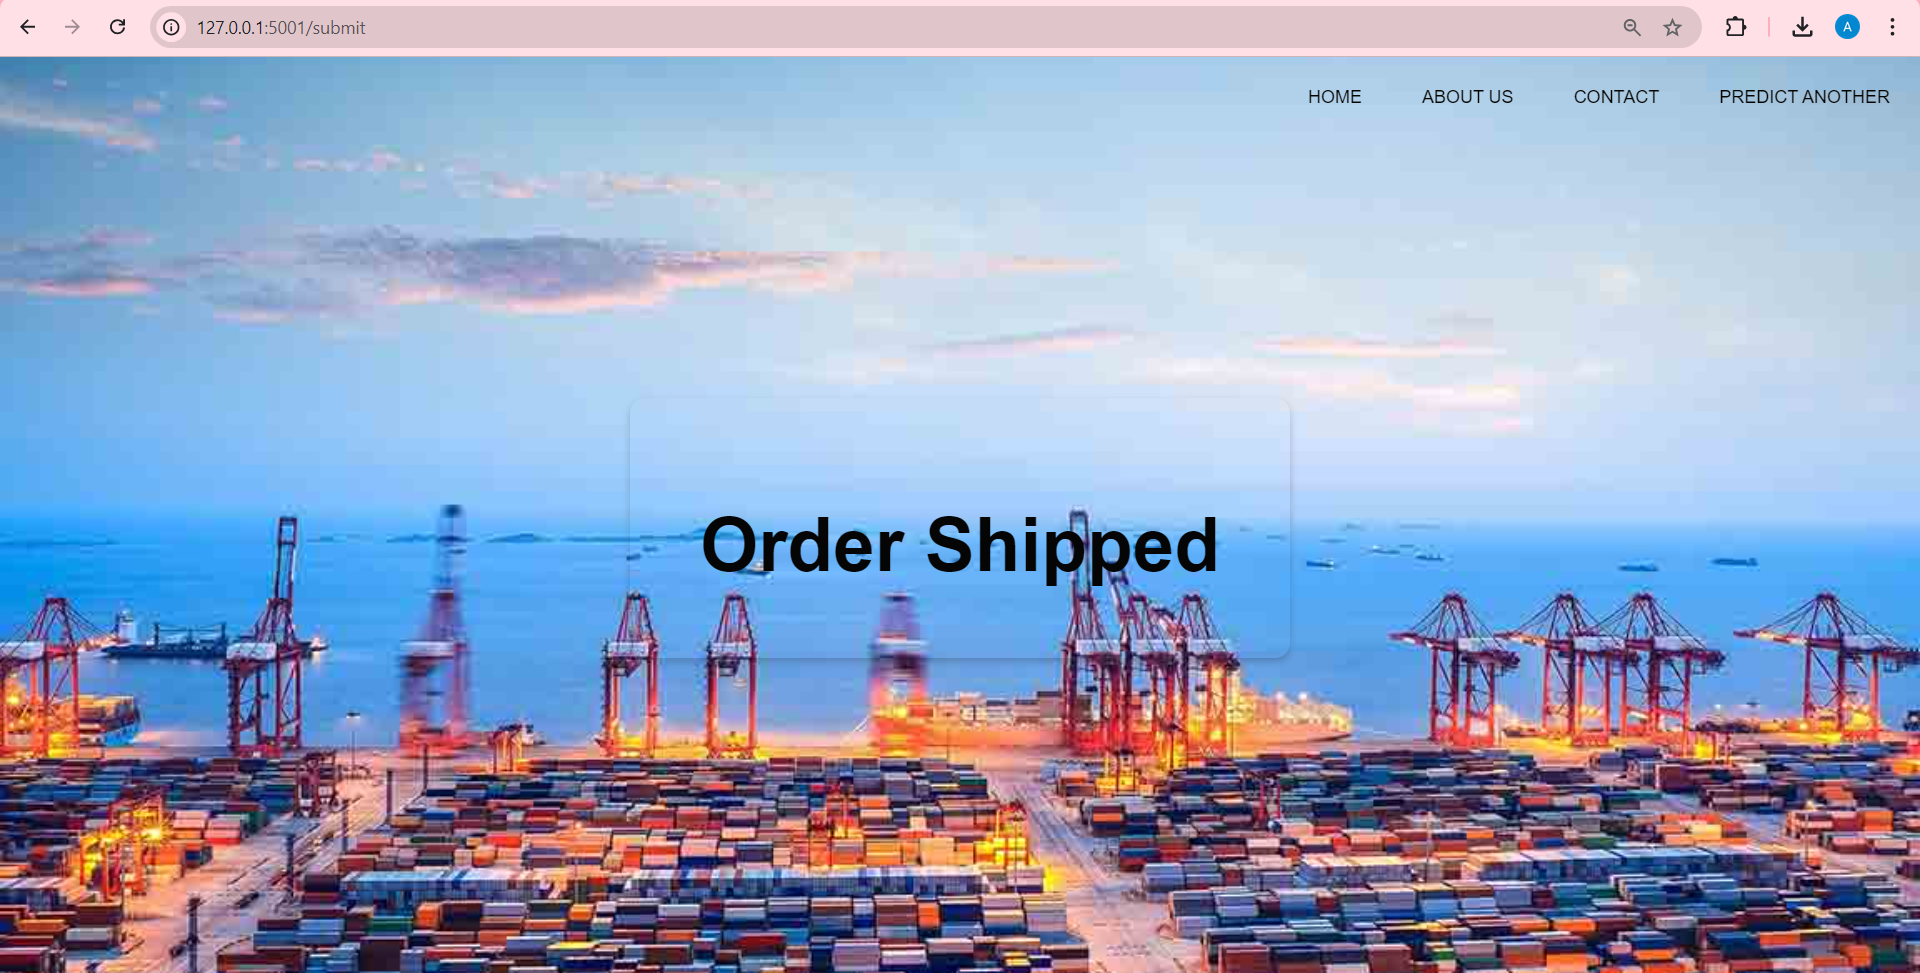 127.0.0.1:5001/submit
A
HOME ABOUT US CONTACT PREDICT ANOTHER
Order Shipped